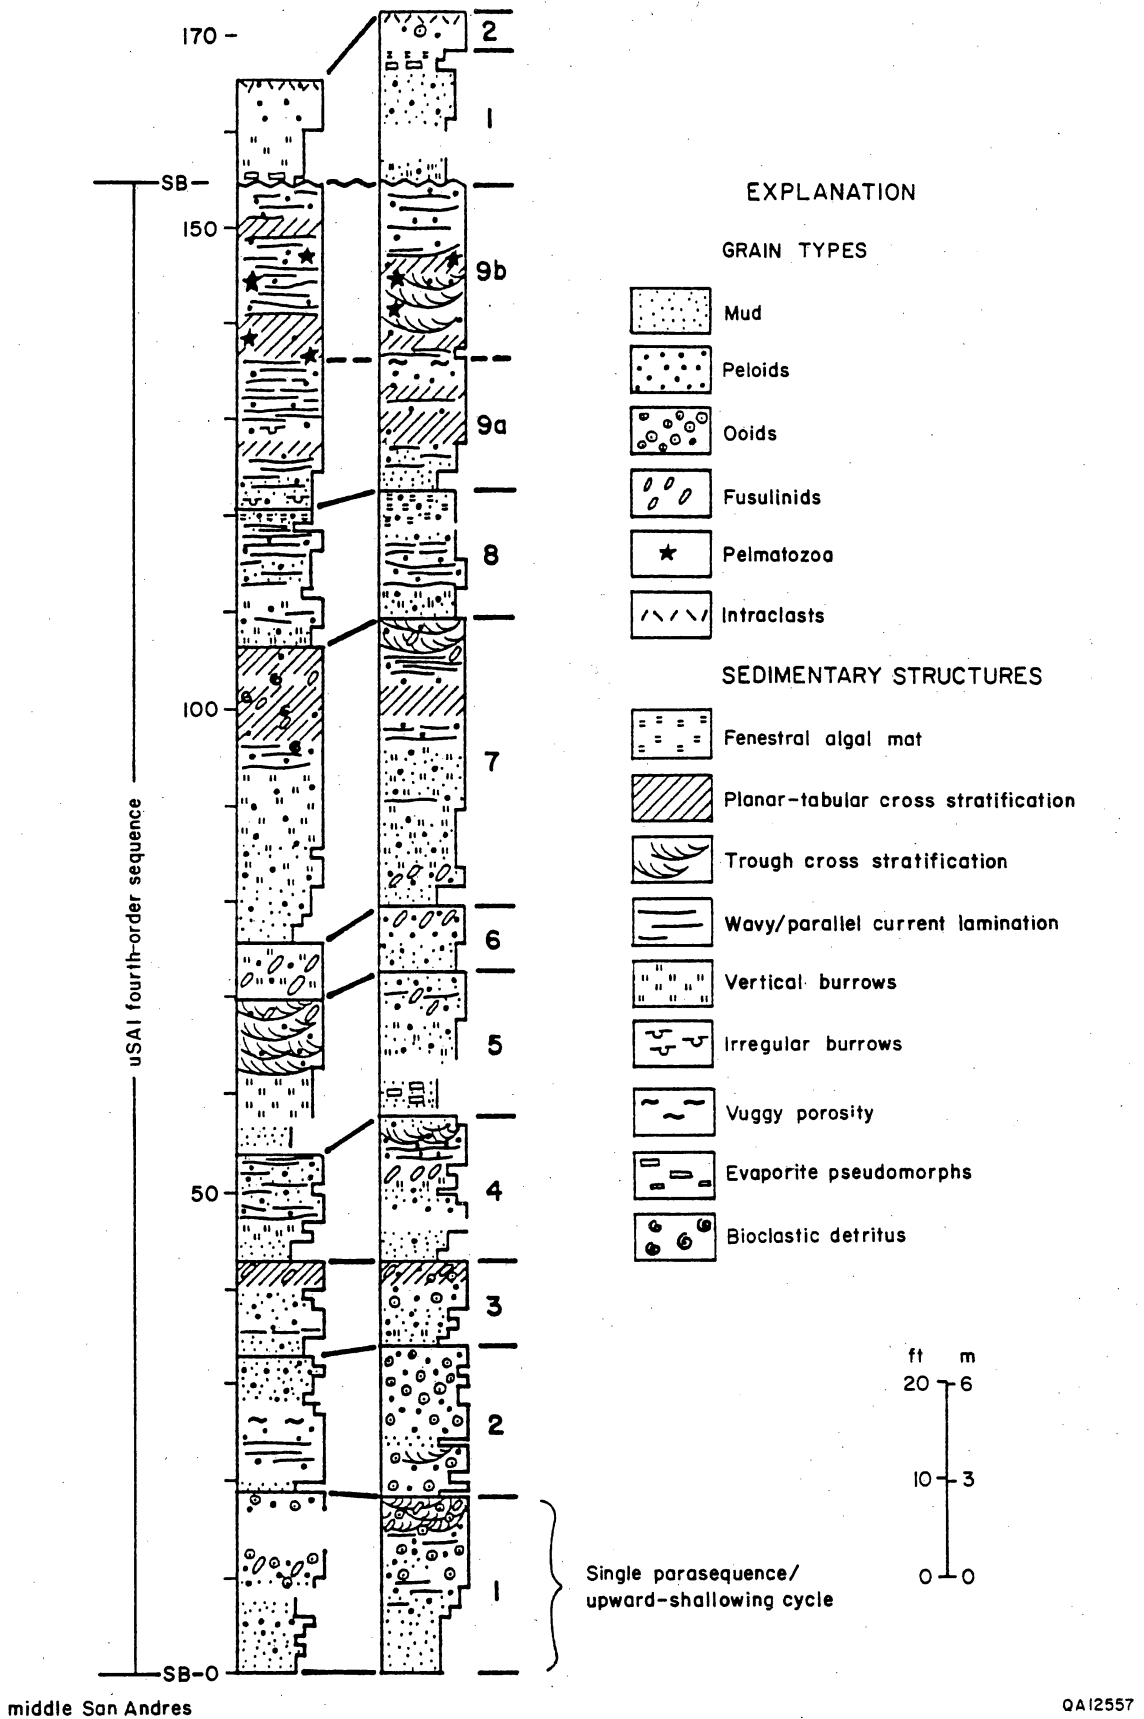 170
2
1
SB
150
9b
9a
8
100
7
6
5
4
50
3
2
1
SB-0
uSA1 fourth-order sequence
middle San Andres
EXPLANATION
GRAIN TYPES
Mud
Peloids
Ooids
Fusulinids
Pelmatozoa
Intraclasts
SEDIMENTARY STRUCTURES
Fenestral algal mat
Planar-tabular cross stratification
Trough cross stratification
Wavy/parallel current lamination
Vertical burrows
Irregular burrows
Vuggy porosity
Evaporite pseudomorphs
Bioclastic detritus
ft m
20 6
10 3
0 0
Single parasequence/
upward-shallowing cycle
QA12557